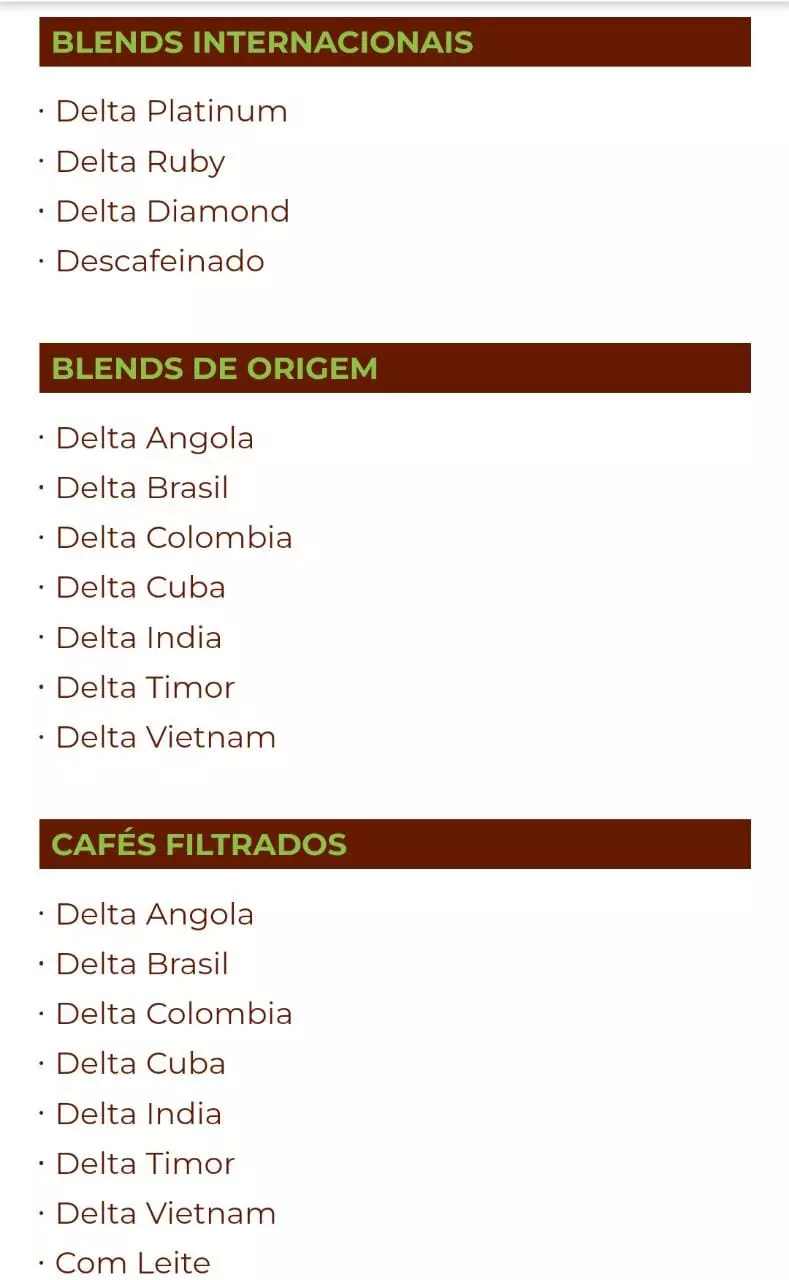 BLENDS INTERNACIONAIS
· Delta Platinum
· Delta Ruby
· Delta Diamond
· Descafeinado
BLENDS DE ORIGEM
· Delta Angola
· Delta Brasil
· Delta Colombia
· Delta Cuba
· Delta India
· Delta Timor
· Delta Vietnam
CAFÉS FILTRADOS
· Delta Angola
· Delta Brasil
· Delta Colombia
· Delta Cuba
· Delta India
· Delta Timor
· Delta Vietnam
· Com Leite